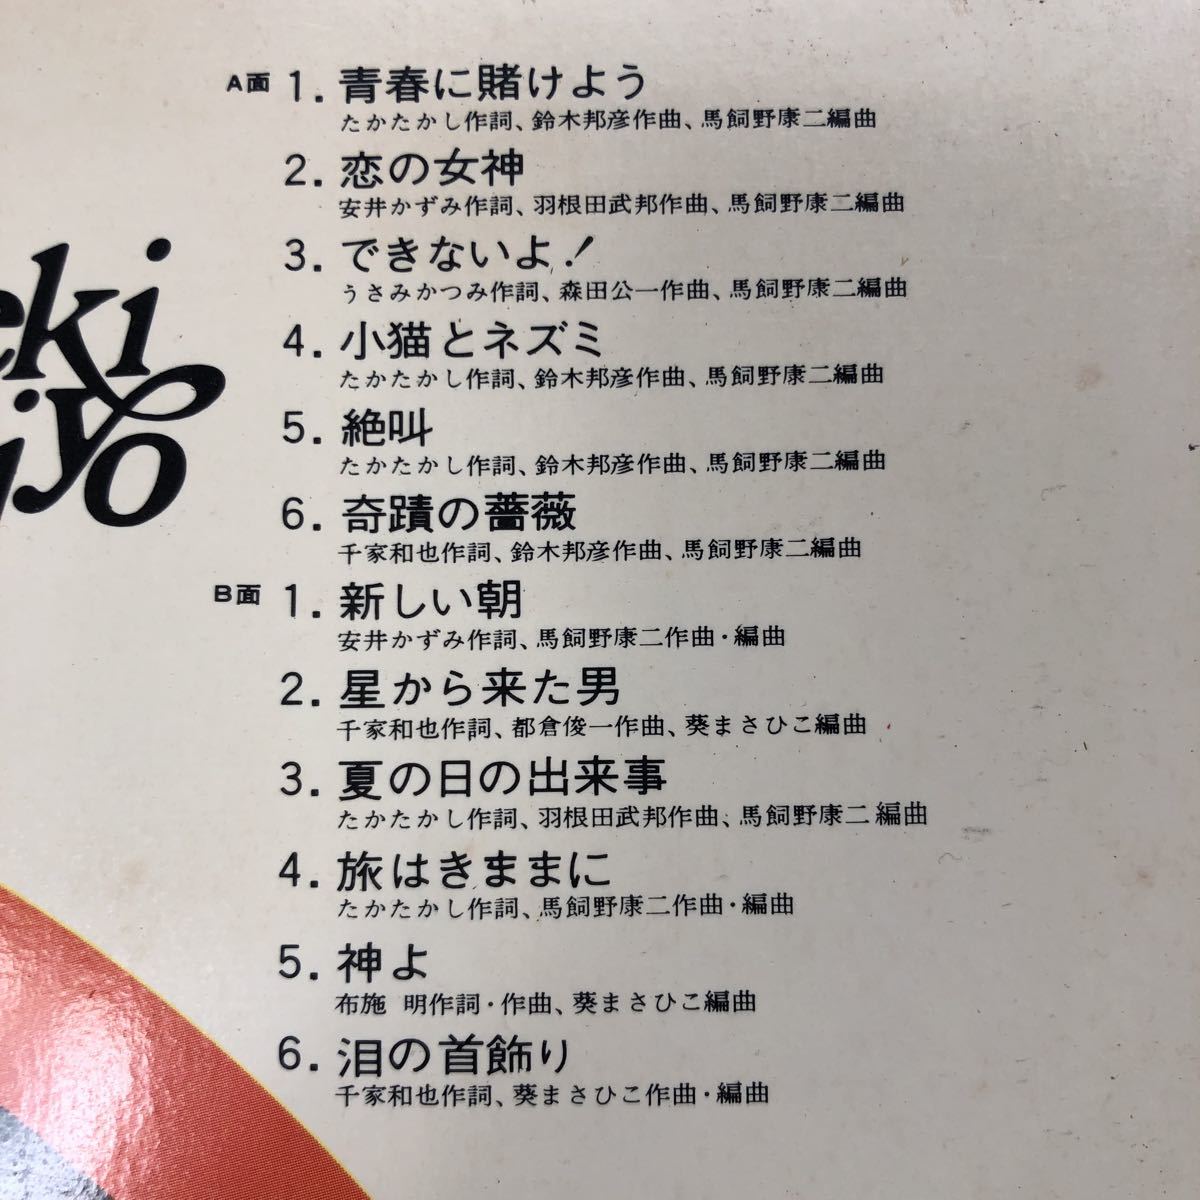 eki
iyo
A面 1. 青春に賭けよう
たかたかし作詞、鈴木邦彦作曲、馬飼野康二編曲
2. 恋の女神
安井かずみ作詞、羽根田武邦作曲、馬飼野康二編曲
3. できないよ!
うさみかつみ作詞、森田公一作曲、馬飼野康二編曲
4. 小猫とネズミ
たかたかし作詞、鈴木邦彦作曲、馬飼野康二編曲
5. 絶叫
たかたかし作詞、鈴木邦彦作曲、馬飼野康二編曲
6. 奇蹟の薔薇
千家和也作詞、鈴木邦彦作曲、馬飼野康二編曲
B面 1. 新しい朝
安井かずみ作詞、馬飼野康二作曲・編曲
2. 星から来た男
千家和也作詞、都倉俊一作曲、葵まさひこ編曲
3. 夏の日の出来事
たかたかし作詞、羽根田武邦作曲、馬飼野康二編曲
4. 旅はきままに
たかたかし作詞、馬飼野康二作曲・編曲
5. 神よ
布施 明作詞・作曲、葵まさひこ編曲
6. 泪の首飾り
千家和也作詞、葵まさひこ作曲・編曲